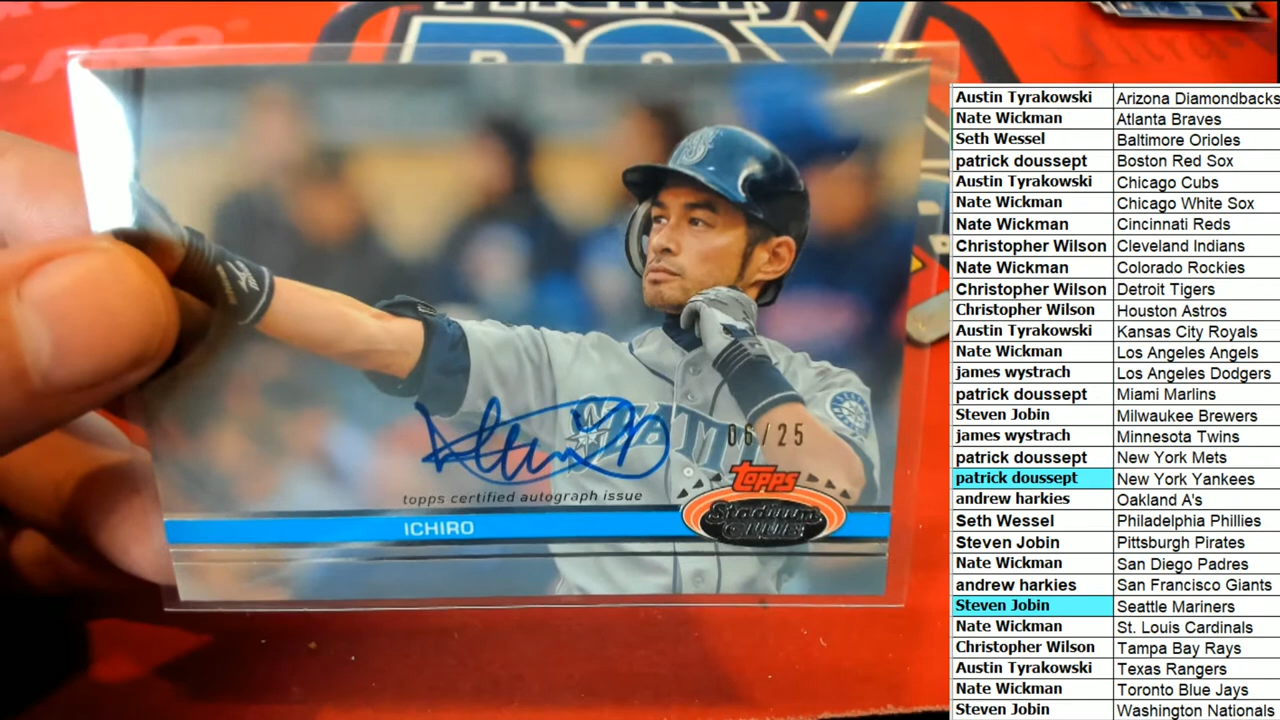 BOX
06/25
topps certified autograph issue
topps
Stadium
CLUB
ICHIRO
Austin Tyrakowski Arizona Diamondbacks
Nate Wickman Atlanta Braves
Seth Wessel Baltimore Orioles
patrick doussept Boston Red Sox
Austin Tyrakowski Chicago Cubs
Nate Wickman Chicago White Sox
Nate Wickman Cincinnati Reds
Christopher Wilson Cleveland Indians
Nate Wickman Colorado Rockies
Christopher Wilson Detroit Tigers
Christopher Wilson Houston Astros
Austin Tyrakowski Kansas City Royals
Nate Wickman Los Angeles Angels
james wystrach Los Angeles Dodgers
patrick doussept Miami Marlins
Steven Jobin Milwaukee Brewers
james wystrach Minnesota Twins
patrick doussept New York Mets
patrick doussept New York Yankees
andrew harkies Oakland A's
Seth Wessel Philadelphia Phillies
Steven Jobin Pittsburgh Pirates
Nate Wickman San Diego Padres
andrew harkies San Francisco Giants
Steven Jobin Seattle Mariners
Nate Wickman St. Louis Cardinals
Christopher Wilson Tampa Bay Rays
Austin Tyrakowski Texas Rangers
Nate Wickman Toronto Blue Jays
Steven Jobin Washington Nationals